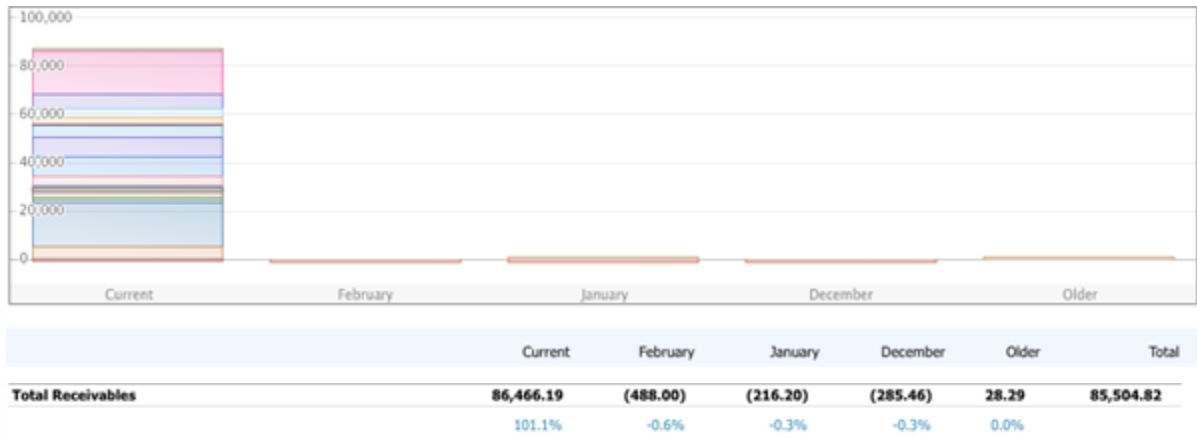 100,000
80,000
60,000
40,000
20,000
0
Current February January December Older
Current February January December Older Total
Total Receivables 86,466.19 (488.00) (216.20) (285.46) 28.29 85,504.82
101.1% -0.6% -0.3% -0.3% 0.0%